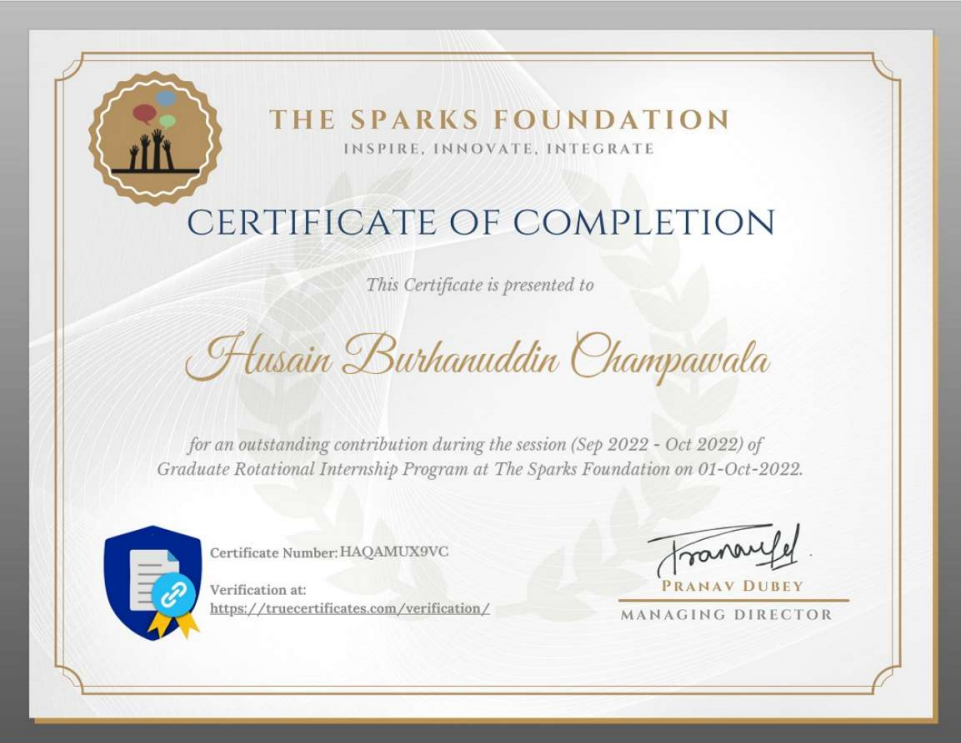 THE SPARKS FOUNDATION
INSPIRE, INNOVATE, INTEGRATE
CERTIFICATE OF COMPLETION
This Certificate is presented to
Husain Burhanuddin Champawala
for an outstanding contribution during the session (Sep 2022 - Oct 2022) of
Graduate Rotational Internship Program at The Sparks Foundation on 01-Oct-2022.
Certificate Number: HAQAMUX9VC
Verification at:
https://truecertificates.com/verification/
PRANAV DUBEY
MANAGING DIRECTOR